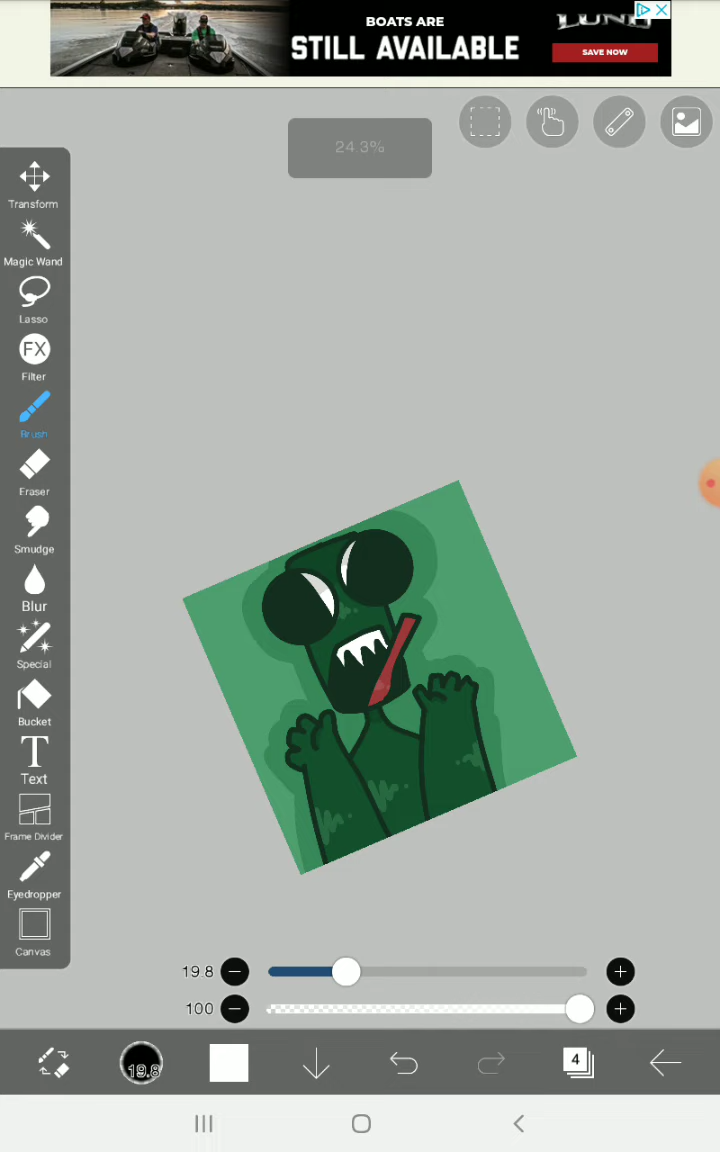 BOATS ARE
STILL AVAILABLE
LUND
SAVE NOW
24.3%
Transform
Magic Wand
Lasso
FX
Filter
Brush
Eraser
Smudge
Blur
Special
Bucket
T
Text
Frame Divider
Eyedropper
Canvas
19.8
100
19.8
4